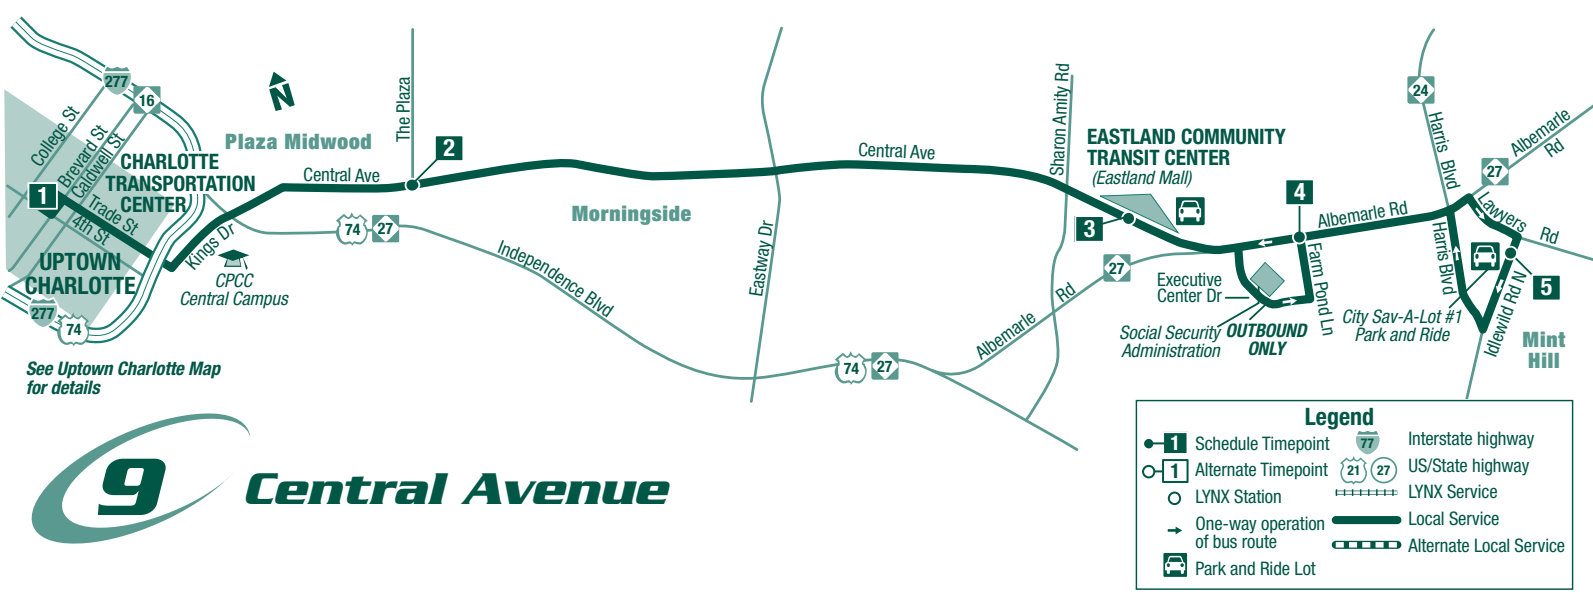 277
16
College St
Brevard St
Caldwell St
CHARLOTTE
TRANSPORTATION
CENTER
1
Trade St
4th St
UPTOWN
CHARLOTTE
277
74
See Uptown Charlotte Map
for details
N
Plaza Midwood
The Plaza
2
Central Ave
Kings Dr
CPCC
Central Campus
74
27
Morningside
Independence Blvd
Eastway Dr
Central Ave
74
27
Albemarle Rd
27
Sharon Amity Rd
EASTLAND COMMUNITY
TRANSIT CENTER
(Eastland Mall)
3
4
Executive
Center Dr
Social Security
Administration
OUTBOUND
ONLY
Farm Pond Ln
Albemarle Rd
24
Harris Blvd
27
Albemarle
Rd
Lawyers Rd
Harris Blvd
City Sav-A-Lot #1
Park and Ride
5
Idlewild Rd N
Mint
Hill
9 Central Avenue
Legend
1 Schedule Timepoint
1 Alternate Timepoint
LYNX Station
One-way operation
of bus route
Park and Ride Lot
77 Interstate highway
21 27 US/State highway
LYNX Service
Local Service
Alternate Local Service